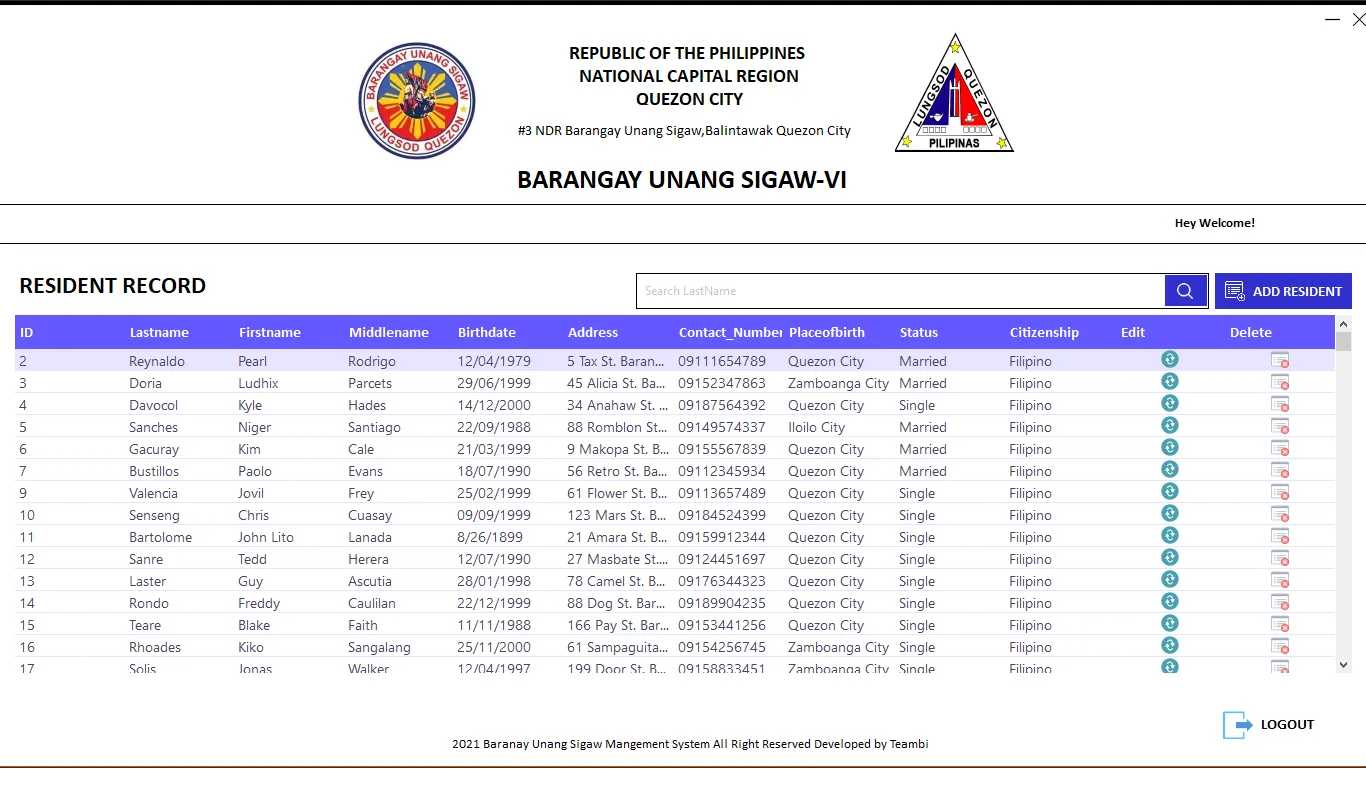 BARANGAY UNANG SIGAW
LUNGSOD QUEZON
REPUBLIC OF THE PHILIPPINES
NATIONAL CAPITAL REGION
QUEZON CITY
#3 NDR Barangay Unang Sigaw,Balintawak Quezon City
BARANGAY UNANG SIGAW-VI
LUNGSOD QUEZON
PILIPINAS
Hey Welcome!
RESIDENT RECORD
Search LastName
ADD RESIDENT
ID Lastname Firstname Middlename Birthdate Address Contact_Number Placeofbirth Status Citizenship Edit Delete
2 Reynaldo Pearl Rodrigo 12/04/1979 5 Tax St. Baran... 09111654789 Quezon City Married Filipino
3 Doria Ludhix Parcets 29/06/1999 45 Alicia St. Ba... 09152347863 Zamboanga City Married Filipino
4 Davocol Kyle Hades 14/12/2000 34 Anahaw St. ... 09187564392 Quezon City Single Filipino
5 Sanches Niger Santiago 22/09/1988 88 Romblon St... 09149574337 Iloilo City Married Filipino
6 Gacuray Kim Cale 21/03/1999 9 Makopa St. B... 09155567839 Quezon City Married Filipino
7 Bustillos Paolo Evans 18/07/1990 56 Retro St. Ba... 09112345934 Quezon City Married Filipino
9 Valencia Jovil Frey 25/02/1999 61 Flower St. B... 09113657489 Quezon City Single Filipino
10 Senseng Chris Cuasay 09/09/1999 123 Mars St. B... 09184524399 Quezon City Single Filipino
11 Bartolome John Lito Lanada 8/26/1899 21 Amara St. B... 09159912344 Quezon City Single Filipino
12 Sanre Tedd Herera 12/07/1990 27 Masbate St.... 09124451697 Quezon City Single Filipino
13 Laster Guy Ascutia 28/01/1998 78 Camel St. B... 09176344323 Quezon City Single Filipino
14 Rondo Freddy Caulilan 22/12/1999 88 Dog St. Bar... 09189904235 Quezon City Single Filipino
15 Teare Blake Faith 11/11/1988 166 Pay St. Bar... 09153441256 Quezon City Single Filipino
16 Rhoades Kiko Sangalang 25/11/2000 61 Sampaguita... 09154256745 Zamboanga City Single Filipino
17 Solis Jonas Walker 12/04/1997 199 Door St. B... 09158833451 Zamboanga City Single Filipino
LOGOUT
2021 Baranay Unang Sigaw Mangement System All Right Reserved Developed by Teambi